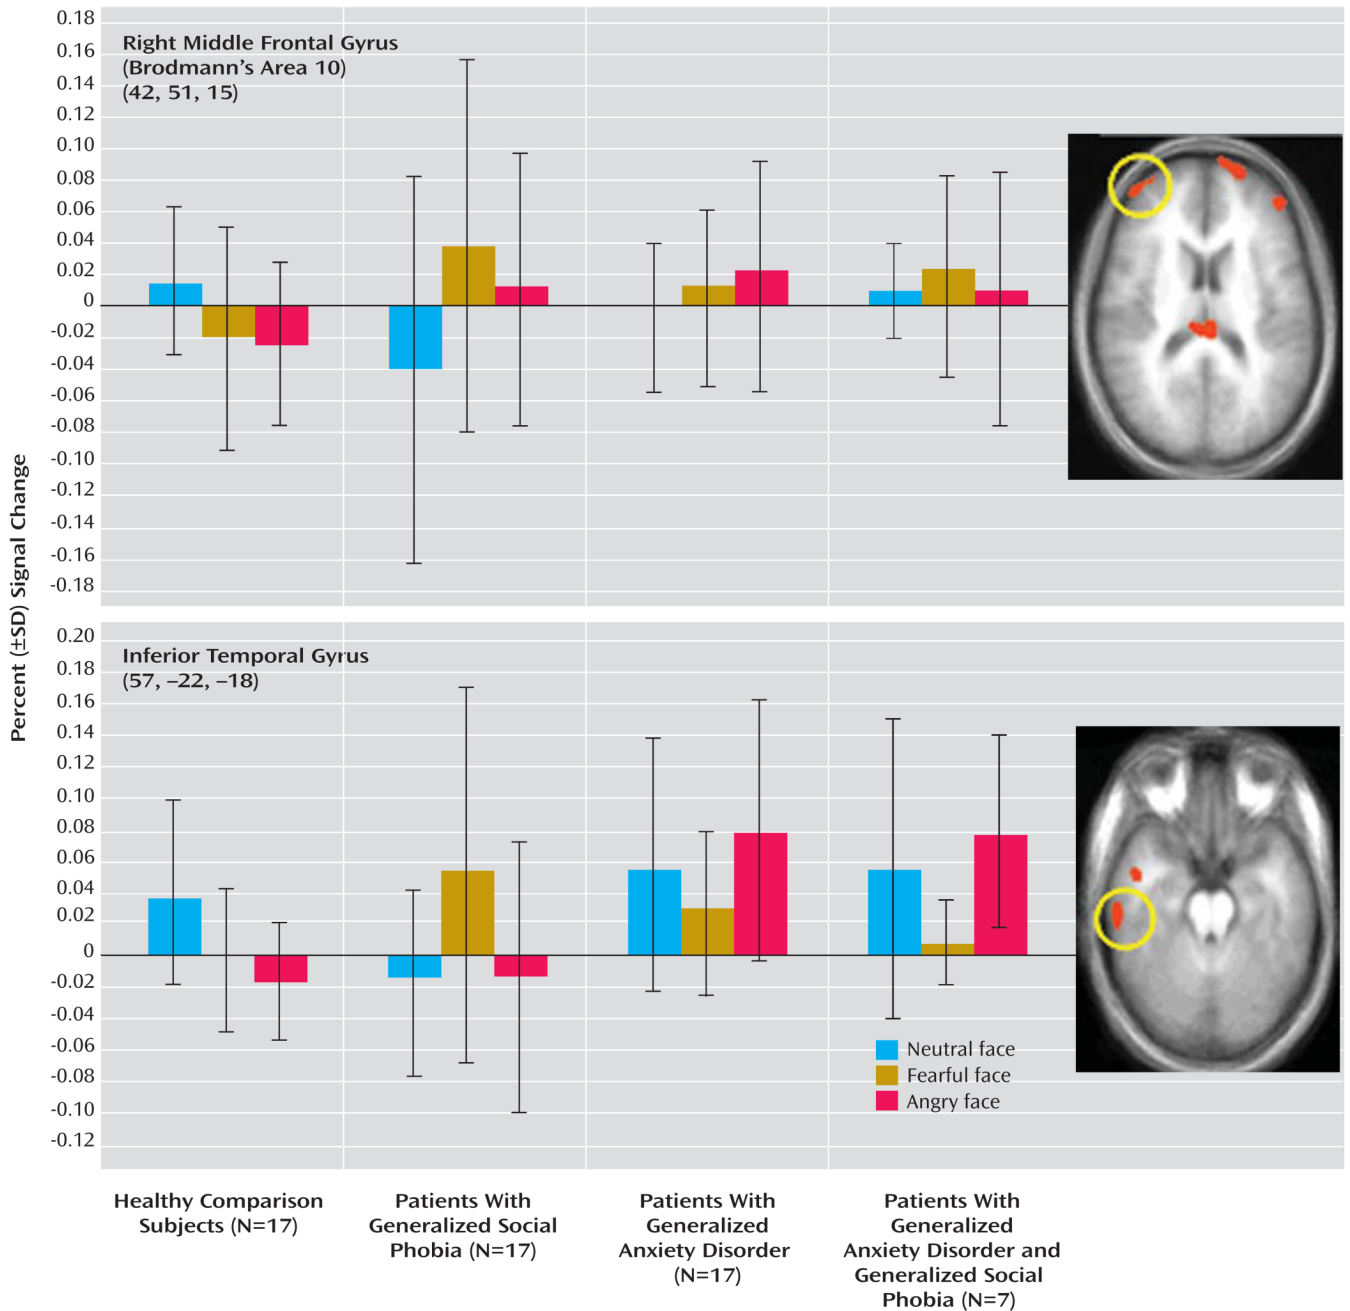 Percent (±SD) Signal Change
0.18
0.16
0.14
0.12
0.10
0.08
0.06
0.04
0.02
0
-0.02
-0.04
-0.06
-0.08
-0.10
-0.12
-0.14
-0.16
-0.18
Right Middle Frontal Gyrus
(Brodmann’s Area 10)
(42, 51, 15)
0.20
0.18
0.16
0.14
0.12
0.10
0.08
0.06
0.04
0.02
0
-0.02
-0.04
-0.06
-0.08
-0.10
-0.12
Inferior Temporal Gyrus
(57, –22, –18)
Neutral face
Fearful face
Angry face
Healthy Comparison
Subjects (N=17)
Patients With
Generalized Social
Phobia (N=17)
Patients With
Generalized
Anxiety Disorder
(N=17)
Patients With
Generalized
Anxiety Disorder and
Generalized Social
Phobia (N=7)